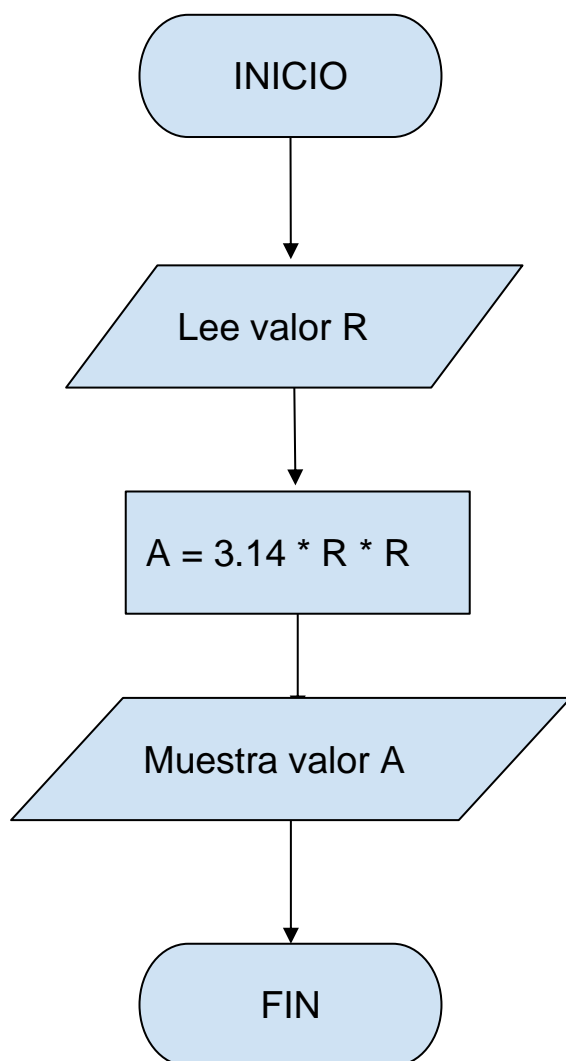 INICIO
Lee valor R
A = 3.14 * R * R
Muestra valor A
FIN